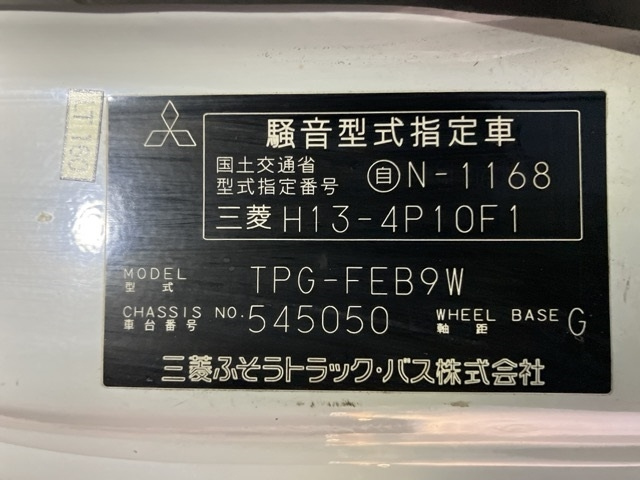 騒音型式指定車
国土交通省
型式指定番号 自N-1168
三菱 H13-4P10F1
MODEL
型式 TPG-FEB9W
CHASSIS NO.
車台番号 545050 WHEEL BASE
軸距 G
三菱ふそうトラック・バス株式会社